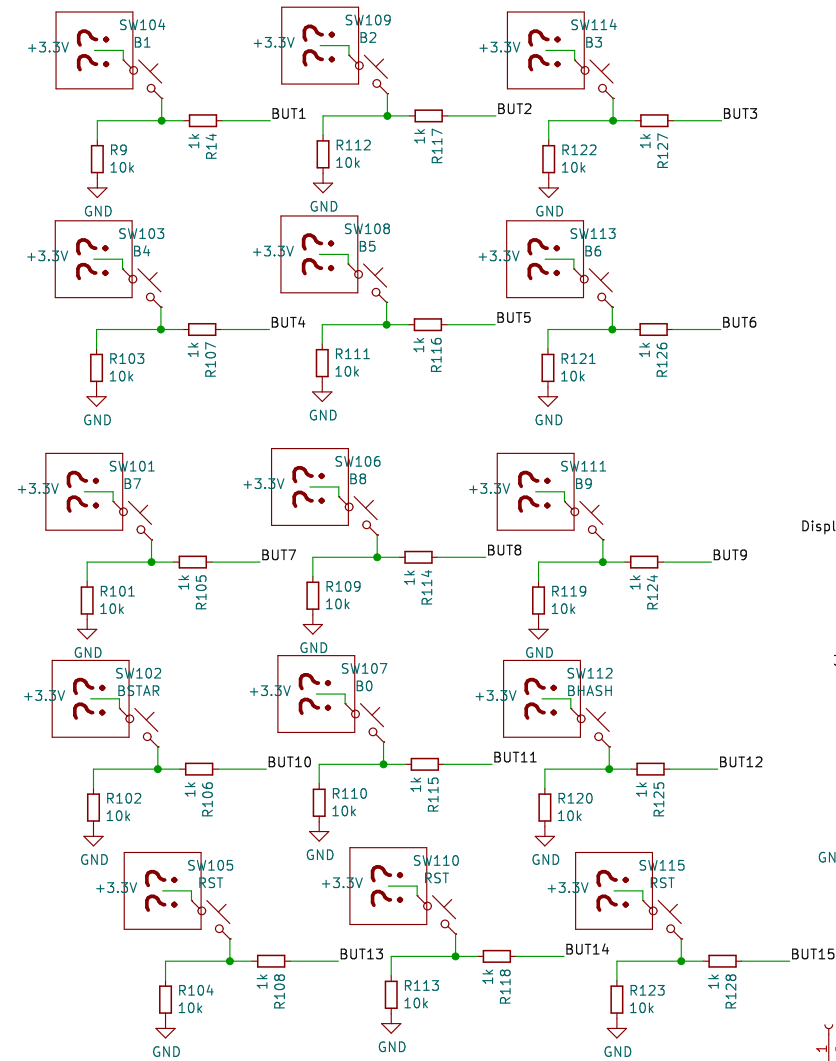 SW104
B1
+3.3V
??
BUT1
1k
R14
R9
10k
GND
SW109
B2
+3.3V
??
BUT2
1k
R117
R112
10k
GND
SW114
B3
+3.3V
??
BUT3
1k
R127
R122
10k
GND
SW103
B4
+3.3V
??
BUT4
1k
R107
R103
10k
GND
SW108
B5
+3.3V
??
BUT5
1k
R116
R111
10k
GND
SW113
B6
+3.3V
??
BUT6
1k
R126
R121
10k
GND
SW101
B7
+3.3V
??
BUT7
1k
R105
R101
10k
GND
SW106
B8
+3.3V
??
BUT8
1k
R114
R109
10k
GND
SW111
B9
+3.3V
??
BUT9
1k
R124
R119
10k
GND
Displ
SW102
BSTAR
+3.3V
??
BUT10
1k
R106
R102
10k
GND
SW107
B0
+3.3V
??
BUT11
1k
R115
R110
10k
GND
SW112
BHASH
+3.3V
??
BUT12
1k
R125
R120
10k
GND
GN
SW105
RST
+3.3V
??
BUT13
1k
R108
R104
10k
GND
SW110
RST
+3.3V
??
BUT14
1k
R118
R113
10k
GND
SW115
RST
+3.3V
??
BUT15
1k
R128
R123
10k
GND
1